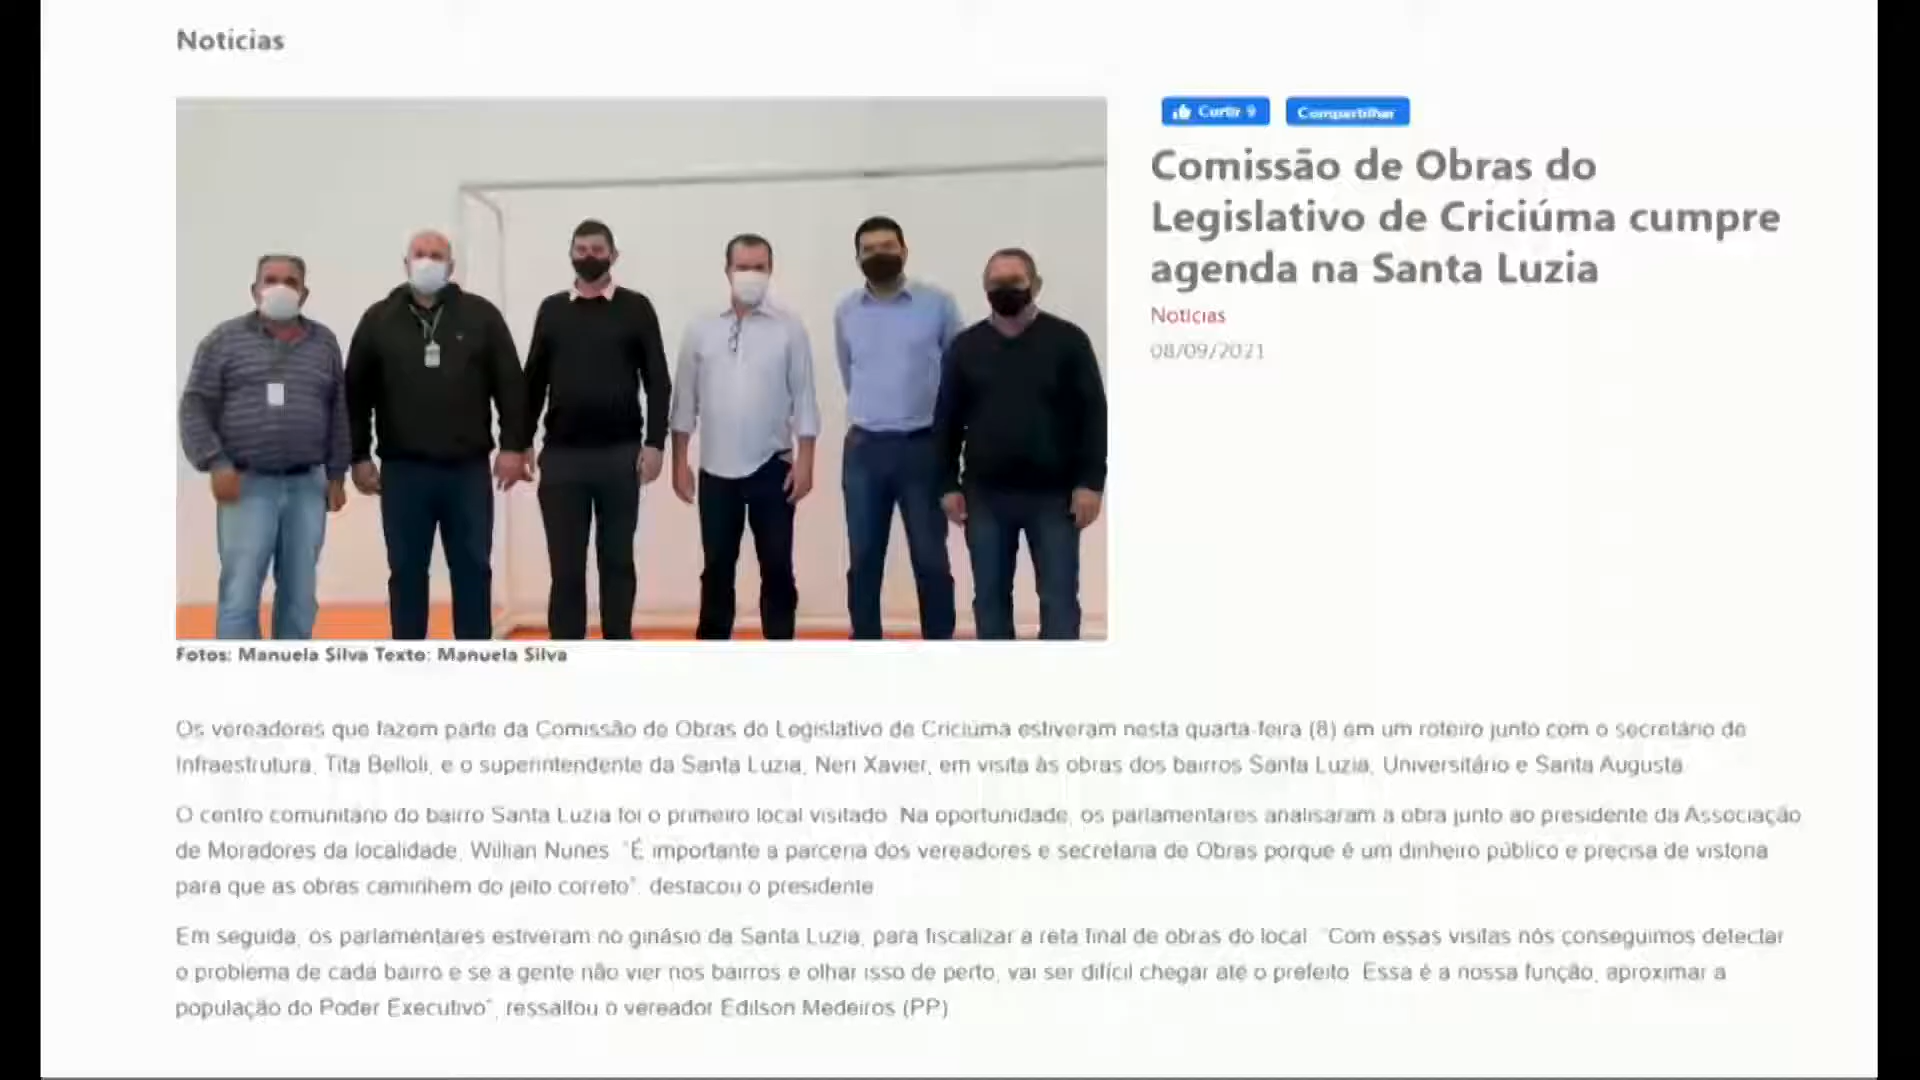 Notícias
Curtir 9
Compartilhar
Comissão de Obras do
Legislativo de Criciúma cumpre
agenda na Santa Luzia
Notícias
08/09/2021
Fotos: Manuela Silva Texto: Manuela Silva
Os vereadores que fazem parte da Comissão de Obras do Legislativo de Criciúma estiveram nesta quarta-feira (8) em um roteiro junto com o secretário de
Infraestrutura, Tita Belloli, e o superintendente da Santa Luzia, Neri Xavier, em visita às obras dos bairros Santa Luzia, Universitário e Santa Augusta.
O centro comunitário do bairro Santa Luzia foi o primeiro local visitado. Na oportunidade, os parlamentares analisaram a obra junto ao presidente da Associação
de Moradores da localidade, Willian Nunes. "É importante a parceria dos vereadores e secretaria de Obras porque é um dinheiro público e precisa de vistoria
para que as obras caminhem do jeito correto", destacou o presidente.
Em seguida, os parlamentares estiveram no ginásio da Santa Luzia, para fiscalizar a reta final de obras do local. "Com essas visitas nós conseguimos detectar
o problema de cada bairro e se a gente não vier nos bairros e olhar isso de perto, vai ser difícil chegar até o prefeito. Essa é a nossa função, aproximar a
população do Poder Executivo", ressaltou o vereador Edilson Medeiros (PP).